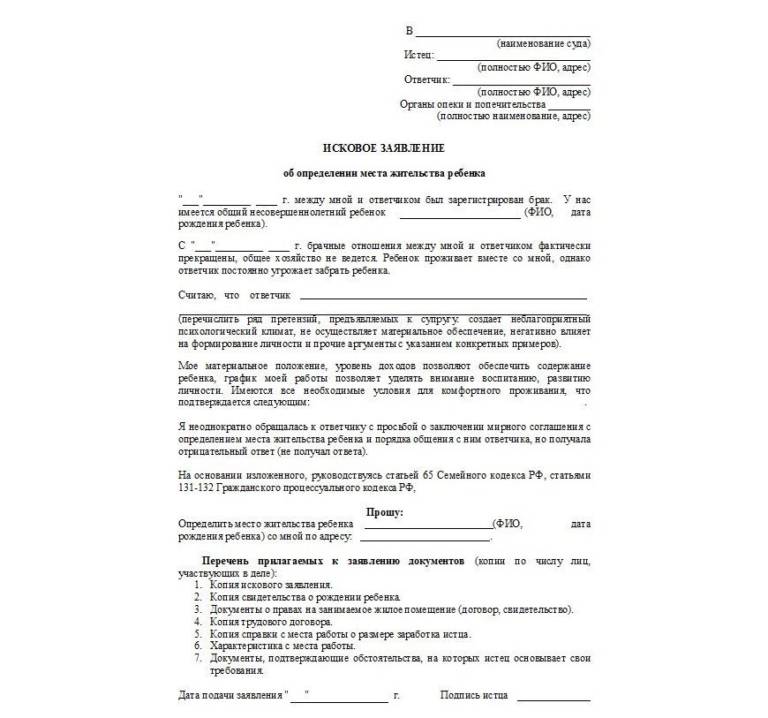 В ____________________
(наименование суда)
Истец: ____________________
(полностью ФИО, адрес)
Ответчик: ____________________
(полностью ФИО, адрес)
Органы опеки и попечительства ________
(полностью наименование, адрес)
ИСКОВОЕ ЗАЯВЛЕНИЕ
об определении места жительства ребенка
"___"_________ ____ г. между мной и ответчиком был зарегистрирован брак. У нас
имеется общий несовершеннолетний ребенок ____________________ (ФИО, дата
рождения ребенка).
С "___"_________ ____ г. брачные отношения между мной и ответчиком фактически
прекращены, общее хозяйство не ведется. Ребенок проживает вместе со мной, однако
ответчик постоянно угрожает забрать ребенка.
Считаю, что ответчик ____________________
(перечислить ряд претензий, предъявляемых к супругу: создает неблагоприятный
психологический климат, не осуществляет материальное обеспечение, негативно влияет
на формирование личности и прочие аргументы с указанием конкретных примеров).
Мое материальное положение, уровень доходов позволяют обеспечить содержание
ребенка, график моей работы позволяет уделять внимание воспитанию, развитию
личности. Имеются все необходимые условия для комфортного проживания, что
подтверждается следующим: .
Я неоднократно обращалась к ответчику с просьбой о заключении мирного соглашения с
определением места жительства ребенка и порядка общения с ним ответчика, но получала
отрицательный ответ (не получал ответа).
На основании изложенного, руководствуясь статьей 65 Семейного кодекса РФ, статьями
131-132 Гражданского процессуального кодекса РФ,
Прошу:
Определить место жительства ребенка ____________________(ФИО, дата
рождения ребенка) со мной по адресу: ____________________.
Перечень прилагаемых к заявлению документов (копии по числу лиц,
участвующих в деле):
1. Копия искового заявления.
2. Копия свидетельства о рождении ребенка.
3. Документы о правах на занимаемое жилое помещение (договор, свидетельство).
4. Копия трудового договора.
5. Копия справки с места работы о размере заработка истца.
6. Характеристика с места работы.
7. Документы, подтверждающие обстоятельства, на которых истец основывает свои
требования.
Дата подачи заявления "___"____________ г. Подпись истца ____________